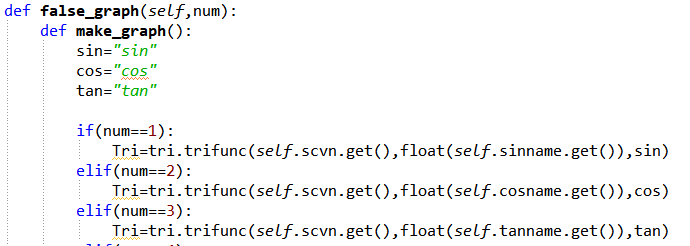 def false_graph(self,num):
def make_graph():
sin="sin"
cos="cos"
tan="tan"
if(num==1):
Tri=tri.trifunc(self.scvn.get(),float(self.sinname.get()),sin)
elif(num==2):
Tri=tri.trifunc(self.scvn.get(),float(self.cosname.get()),cos)
elif(num==3):
Tri=tri.trifunc(self.scvn.get(),float(self.tanname.get()),tan)